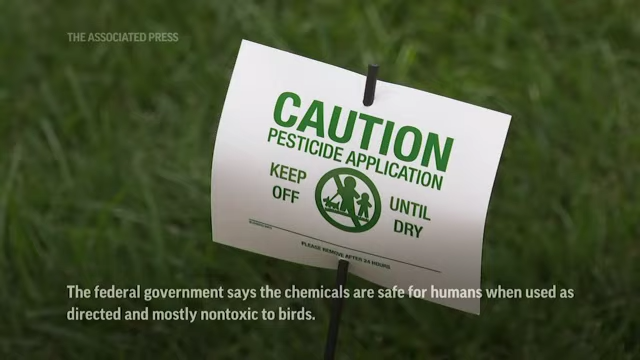 THE ASSOCIATED PRESS
CAUTION
PESTICIDE APPLICATION
KEEP
OFF
UNTIL
DRY
PLEASE REMOVE AFTER 24 HOURS
The federal government says the chemicals are safe for humans when used as
directed and mostly nontoxic to birds.